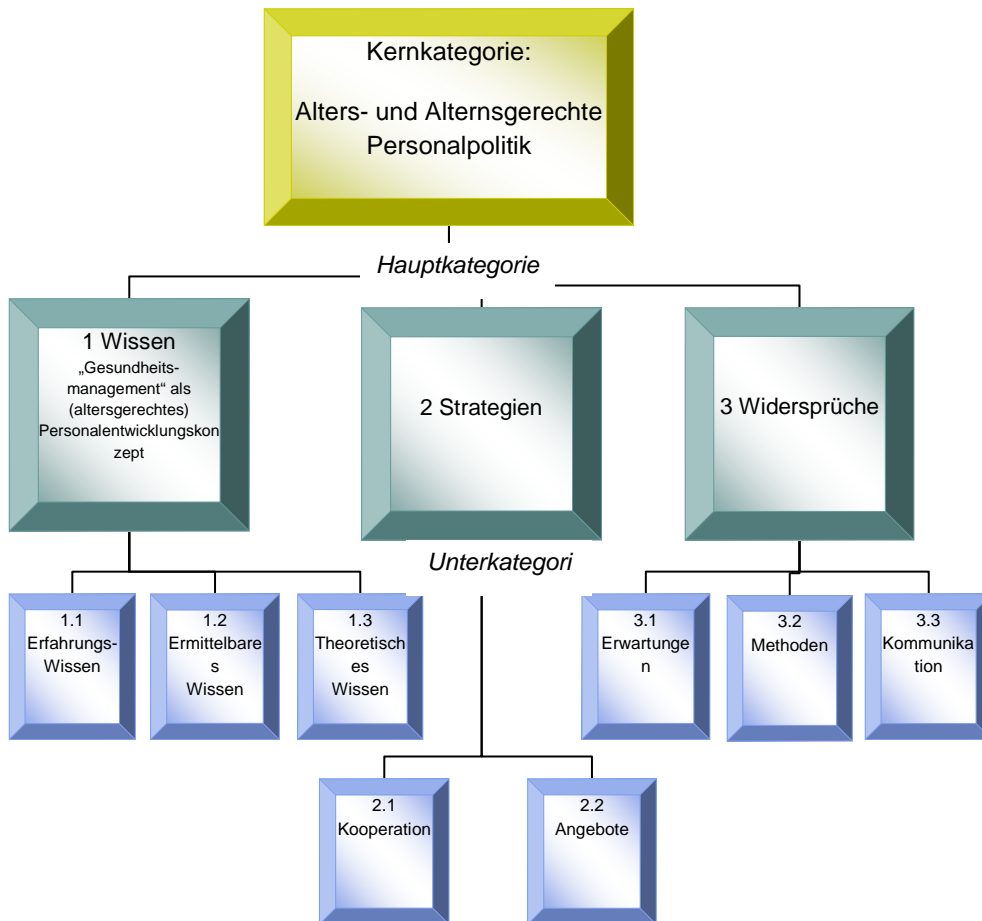 Kernkategorie:
Alters- und Alternsgerechte
Personalpolitik
Hauptkategorie
1 Wissen
„Gesundheits-
management“ als
(altersgerechtes)
Personalentwicklungskon
zept
2 Strategien
3 Widersprüche
Unterkategori
1.1
Erfahrungs-
Wissen
1.2
Ermittelbare
s
Wissen
1.3
Theoretisc
hes
Wissen
3.1
Erwartunge
n
3.2
Methoden
3.3
Kommunika
tion
2.1
Kooperation
2.2
Angebote